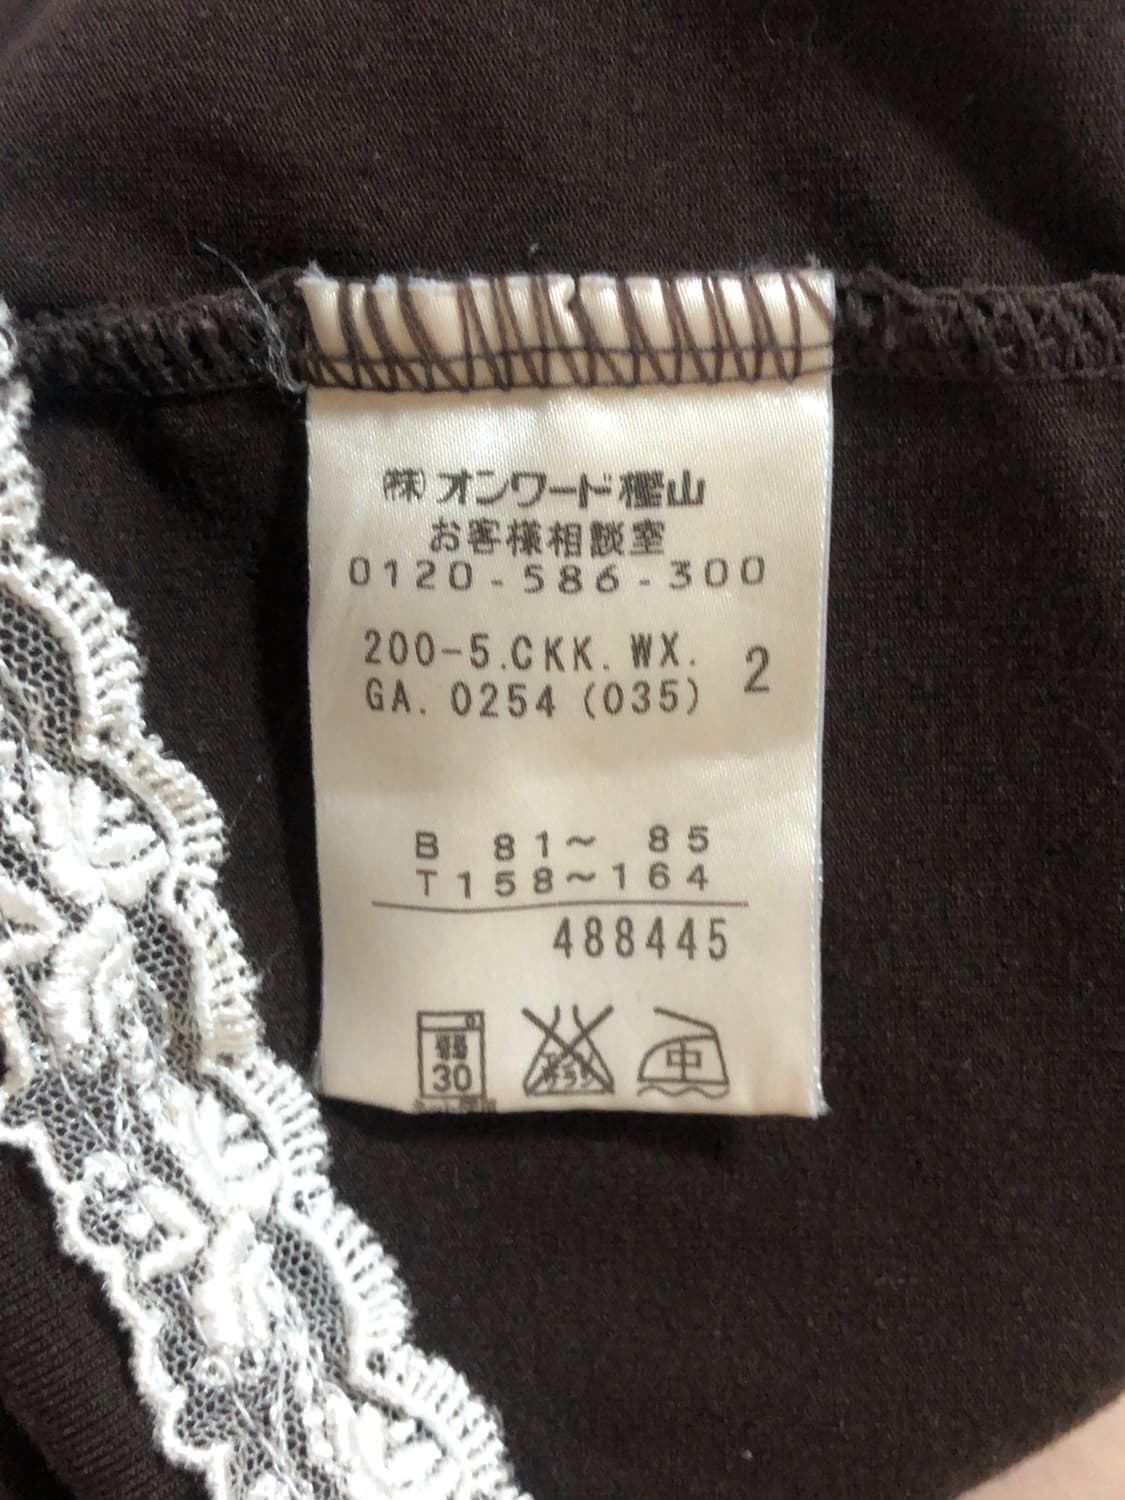 ㈱オンワード樫山
お客様相談室
0120-586-300
200-5.CKK.WX.
GA.0254(035) 2
B 81～ 85
T158～164
488445
弱
30
中